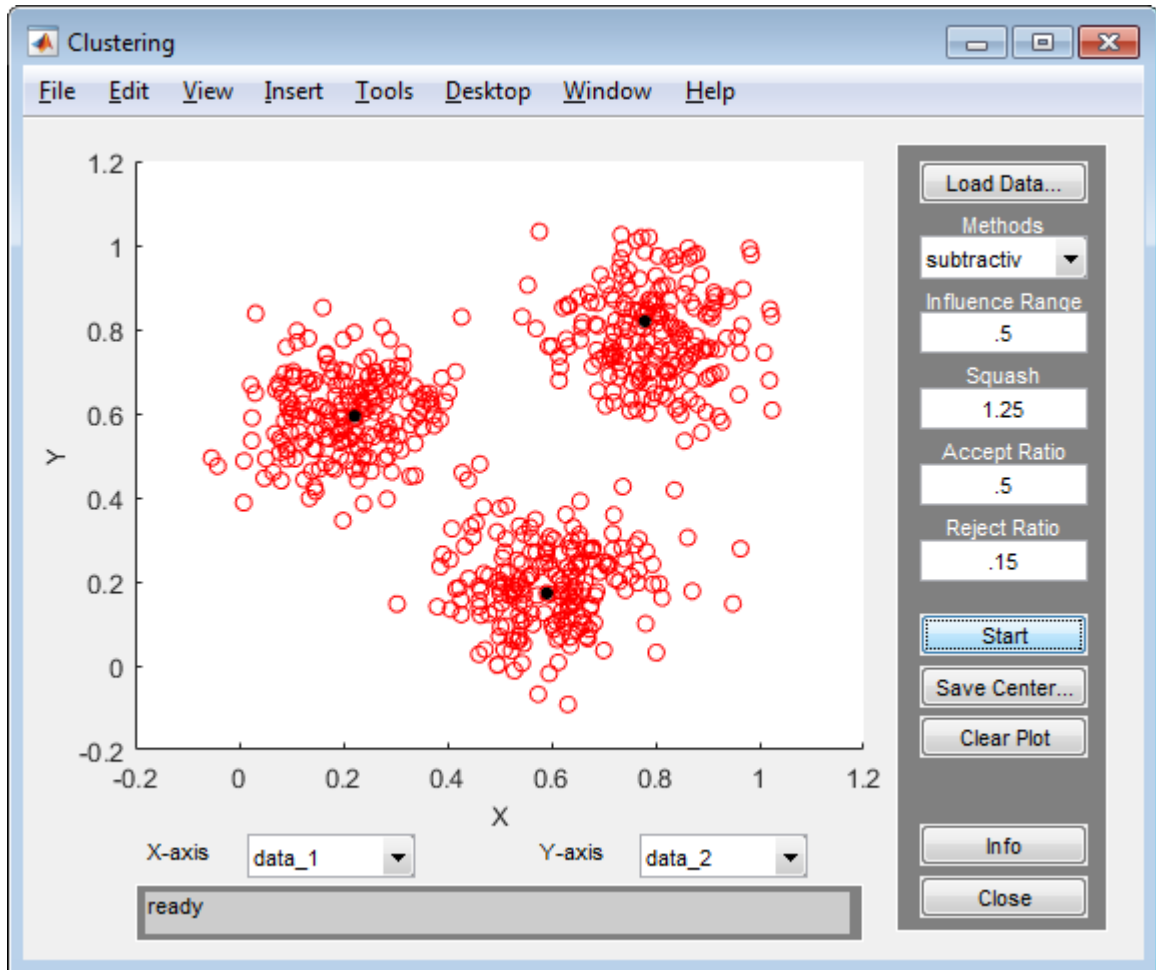 Clustering
File Edit View Insert Tools Desktop Window Help
1.2
1
0.8
0.6
0.4
0.2
0
-0.2
Y
-0.2 0 0.2 0.4 0.6 0.8 1 1.2
X
X-axis data_1 Y-axis data_2
ready
Load Data...
Methods
subtractiv
Influence Range
.5
Squash
1.25
Accept Ratio
.5
Reject Ratio
.15
Start
Save Center...
Clear Plot
Info
Close